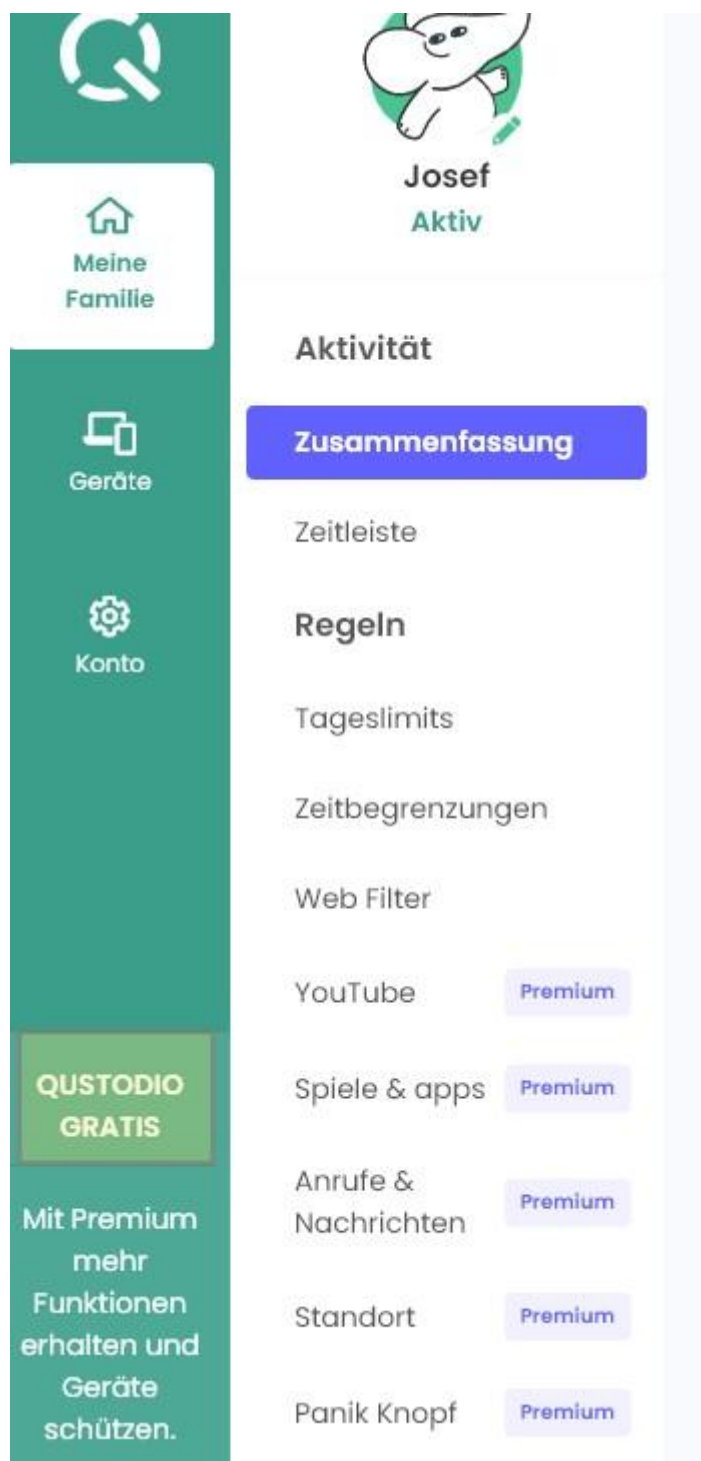 Meine
Familie
Geräte
Konto
QUSTODIO
GRATIS
Mit Premium
mehr
Funktionen
erhalten und
Geräte
schützen.
Josef
Aktiv
Aktivität
Zusammenfassung
Zeitleiste
Regeln
Tageslimits
Zeitbegrenzungen
Web Filter
YouTube Premium
Spiele & apps Premium
Anrufe &
Nachrichten Premium
Standort Premium
Panik Knopf Premium